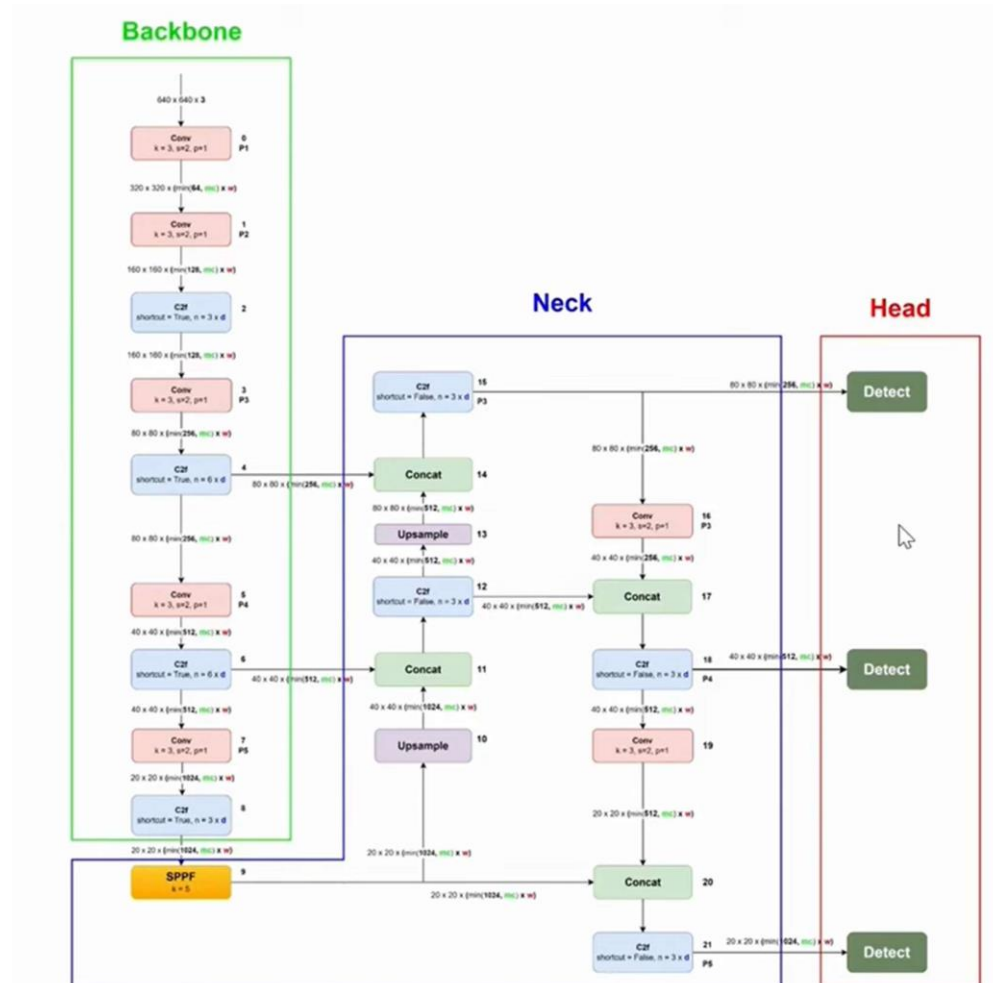 Backbone
640 x 640 x 3
Conv
k = 3, s=2, p=1
0
P1
320 x 320 x (min(64, mc) x w)
Conv
k = 3, s=2, p=1
1
P2
160 x 160 x (min(128, mc) x w)
C2f
shortcut = True, n = 3 x d
2
160 x 160 x (min(128, mc) x w)
Conv
k = 3, s=2, p=1
3
P3
80 x 80 x (min(256, mc) x w)
C2f
shortcut = True, n = 6 x d
4
80 x 80 x (min(256, mc) x w)
80 x 80 x (min(256, mc) x w)
Conv
k = 3, s=2, p=1
5
P4
40 x 40 x (min(512, mc) x w)
C2f
shortcut = True, n = 6 x d
6
40 x 40 x (min(512, mc) x w)
40 x 40 x (min(512, mc) x w)
Conv
k = 3, s=2, p=1
7
P5
20 x 20 x (min(1024, mc) x w)
C2f
shortcut = True, n = 3 x d
8
20 x 20 x (min(1024, mc) x w)
SPPF
k = 5
9
Neck
C2f
shortcut = False, n = 3 x d
15
P3
Concat
14
80 x 80 x (min(512, mc) x w)
Upsample
13
40 x 40 x (min(512, mc) x w)
C2f
shortcut = False, n = 3 x d
12
40 x 40 x (min(512, mc) x w)
Concat
11
40 x 40 x (min(1024, mc) x w)
Upsample
10
20 x 20 x (min(1024, mc) x w)
20 x 20 x (min(1024, mc) x w)
80 x 80 x (min(256, mc) x w)
80 x 80 x (min(256, mc) x w)
Conv
k = 3, s=2, p=1
16
P3
40 x 40 x (min(256, mc) x w)
Concat
17
C2f
shortcut = False, n = 3 x d
18
P4
40 x 40 x (min(512, mc) x w)
40 x 40 x (min(512, mc) x w)
Conv
k = 3, s=2, p=1
19
20 x 20 x (min(512, mc) x w)
Concat
20
C2f
shortcut = False, n = 3 x d
21
P5
20 x 20 x (min(1024, mc) x w)
Head
Detect
Detect
Detect